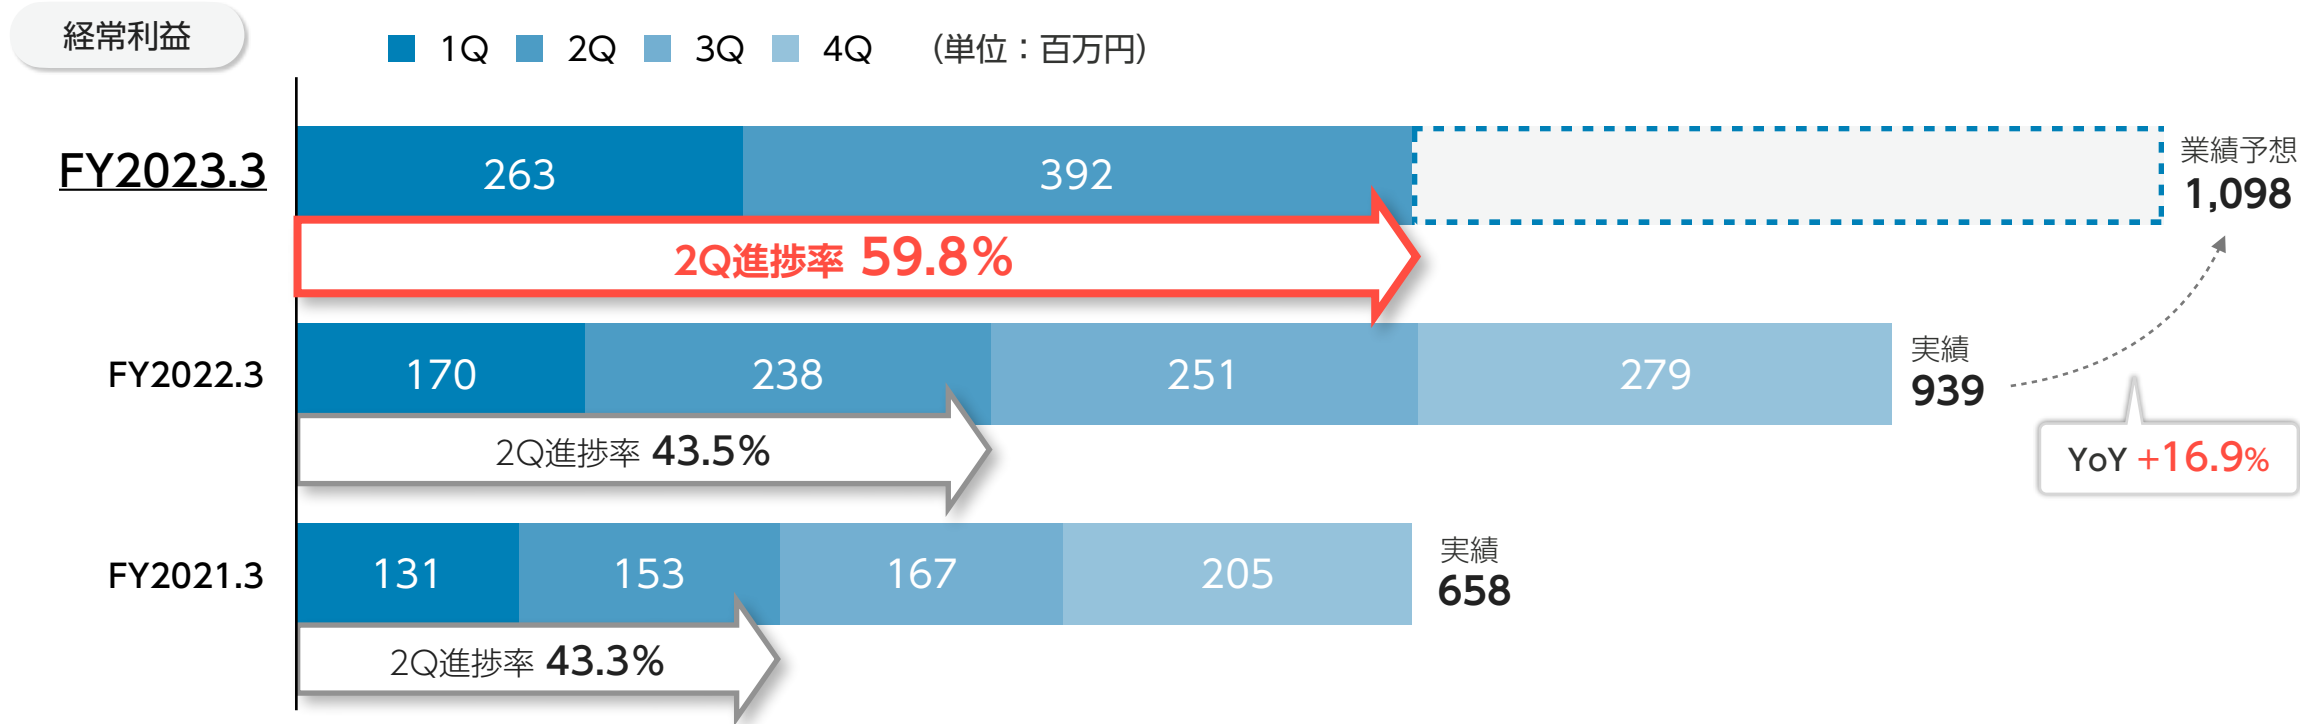 経常利益
1Q 2Q 3Q 4Q （単位：百万円）
FY2023.3
263 392
業績予想
1,098
2Q進捗率 59.8%
FY2022.3
170 238 251 279
実績
939
2Q進捗率 43.5%
YoY +16.9%
FY2021.3
131 153 167 205
実績
658
2Q進捗率 43.3%